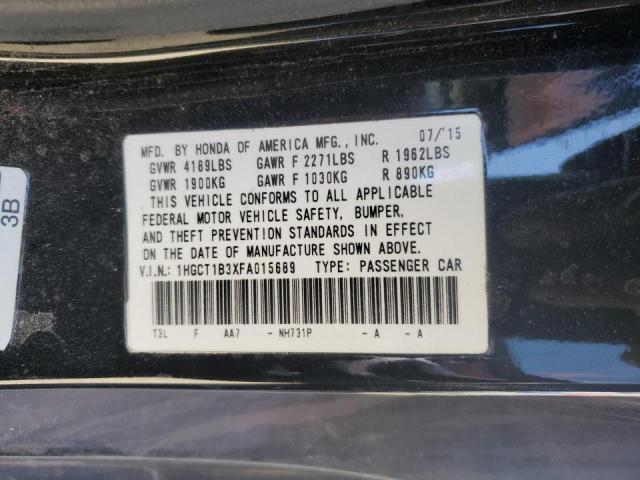 MFD. BY HONDA OF AMERICA MFG., INC. 07/'15
GVWR 4189LBS GAWR F 2271LBS R 1962LBS
GVWR 1900KG GAWR F 1030KG R 890KG
THIS VEHICLE CONFORMS TO ALL APPLICABLE
FEDERAL MOTOR VEHICLE SAFETY, BUMPER,
AND THEFT PREVENTION STANDARDS IN EFFECT
ON THE DATE OF MANUFACTURE SHOWN ABOVE.
V.I.N.: 1HGCT1B3XFA015689 TYPE: PASSENGER CAR
T3L F AA7 - NH731P - A - A
3B